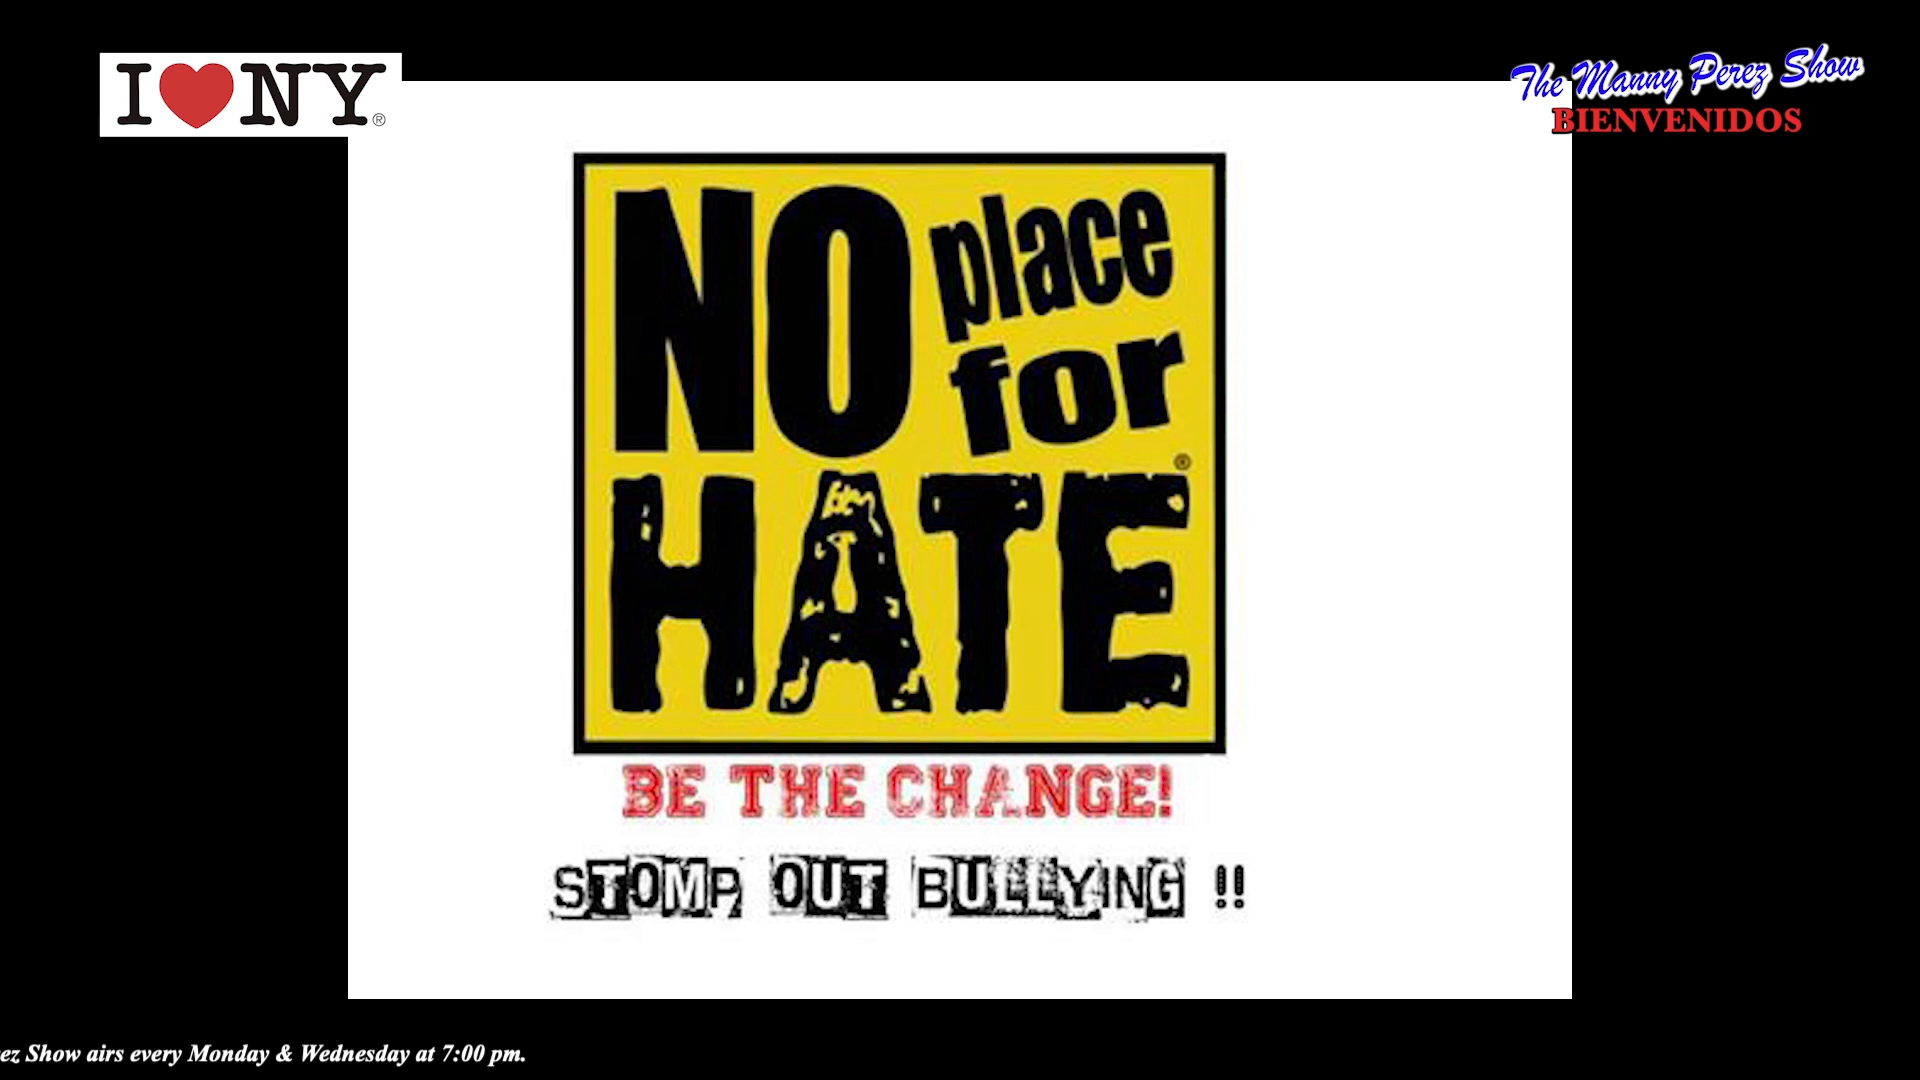 I ❤ NY®
The Manny Perez Show
BIENVENIDOS
NO place for HATE®
BE THE CHANGE!
STOMP OUT BULLYING !!
ez Show airs every Monday & Wednesday at 7:00 pm.